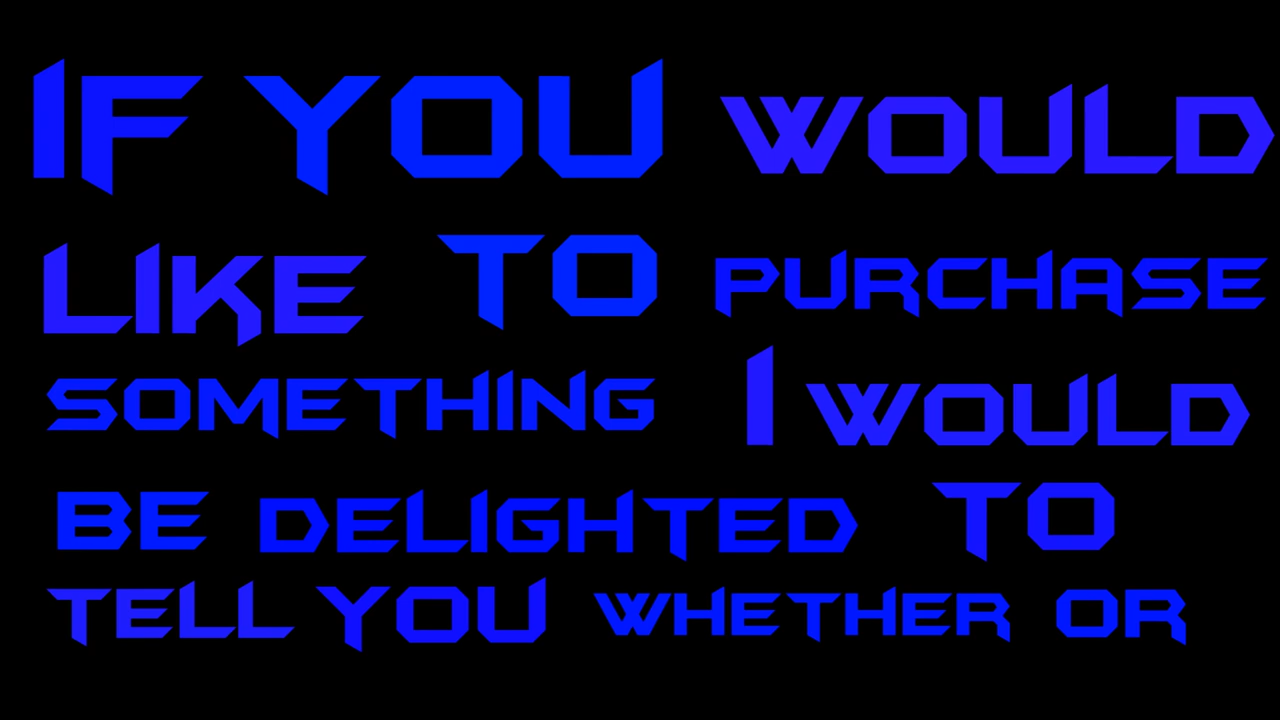 IF YOU WOULD
LIKE TO PURCHASE
SOMETHING I WOULD
BE DELIGHTED TO
TELL YOU WHETHER OR